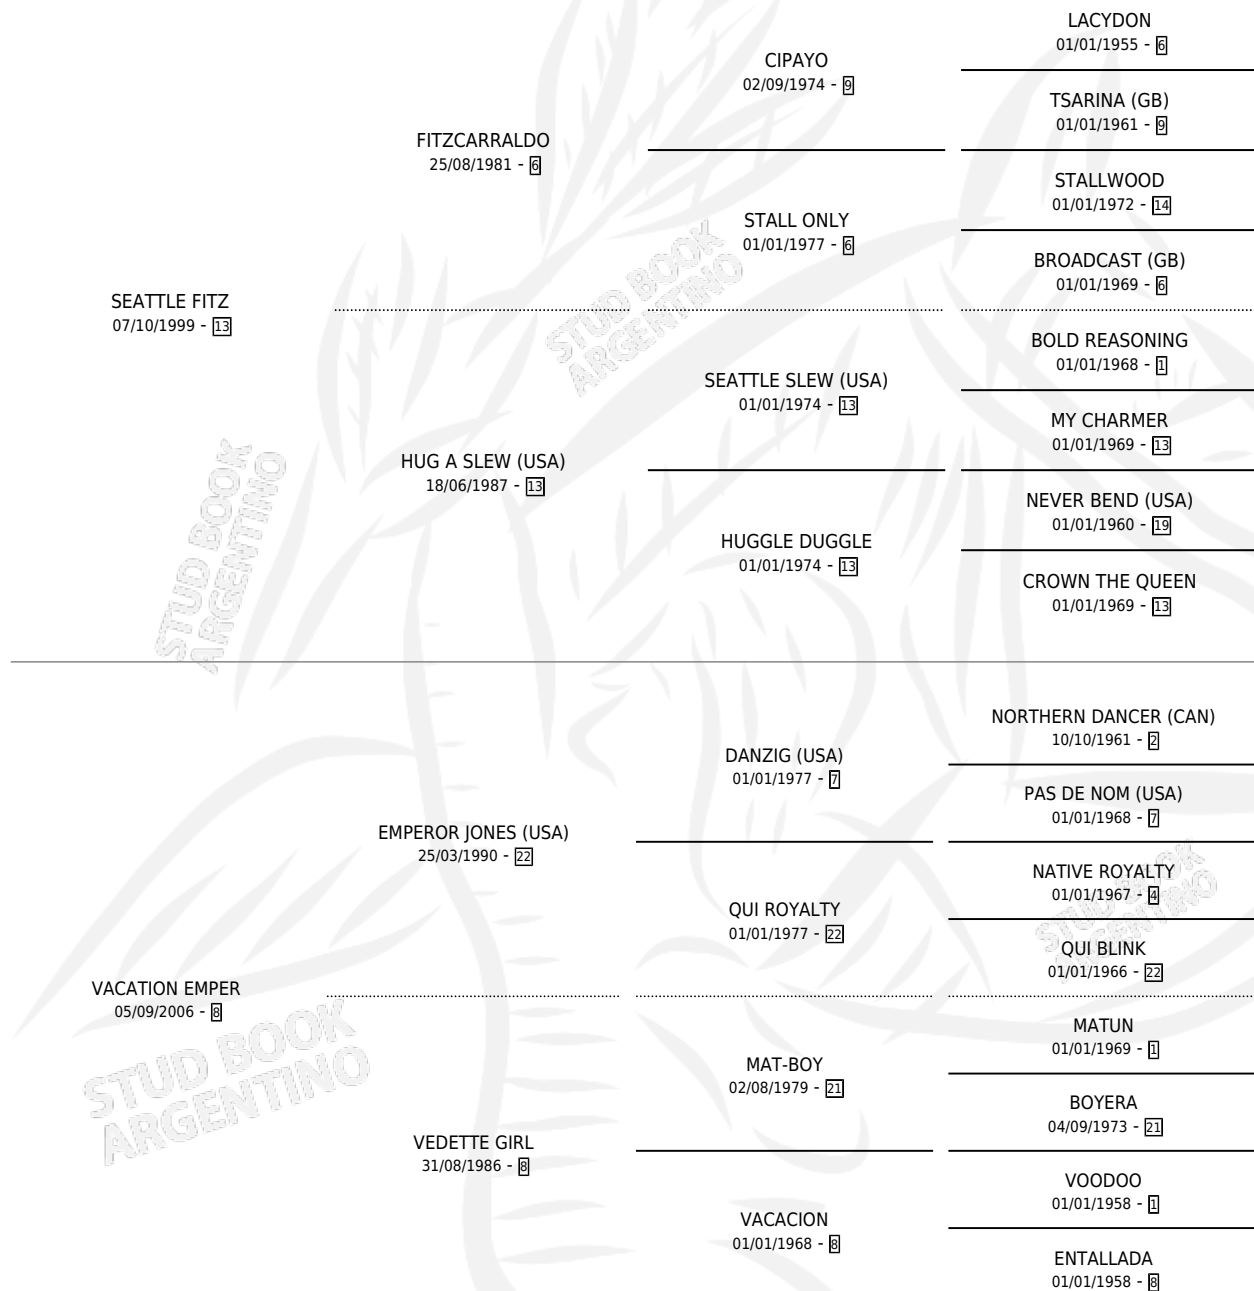 LACYDON
01/01/1955 - 6
CIPAYO
02/09/1974 - 9
TSARINA (GB)
01/01/1961 - 9
FITZCARRALDO
25/08/1981 - 6
STALLWOOD
01/01/1972 - 14
STALL ONLY
01/01/1977 - 6
BROADCAST (GB)
01/01/1969 - 6
SEATTLE FITZ
07/10/1999 - 13
STUD BOOK
ARGENTINO
BOLD REASONING
01/01/1968 - 1
SEATTLE SLEW (USA)
01/01/1974 - 13
MY CHARMER
01/01/1969 - 13
HUG A SLEW (USA)
18/06/1987 - 13
NEVER BEND (USA)
01/01/1960 - 19
HUGGLE DUGGLE
01/01/1974 - 13
CROWN THE QUEEN
01/01/1969 - 13
STUD BOOK
ARGENTINO
NORTHERN DANCER (CAN)
10/10/1961 - 2
DANZIG (USA)
01/01/1977 - 7
PAS DE NOM (USA)
01/01/1968 - 7
EMPEROR JONES (USA)
25/03/1990 - 22
NATIVE ROYALTY
01/01/1967 - 4
QUI ROYALTY
01/01/1977 - 22
STUD BOOK
ARGENTINO
QUI BLINK
01/01/1966 - 22
VACATION EMPER
05/09/2006 - 8
STUD BOOK
ARGENTINO
MATUN
01/01/1969 - 1
MAT-BOY
02/08/1979 - 21
BOYERA
04/09/1973 - 21
VEDETTE GIRL
31/08/1986 - 8
VOODOO
01/01/1958 - 1
VACACION
01/01/1968 - 8
ENTALLADA
01/01/1958 - 8